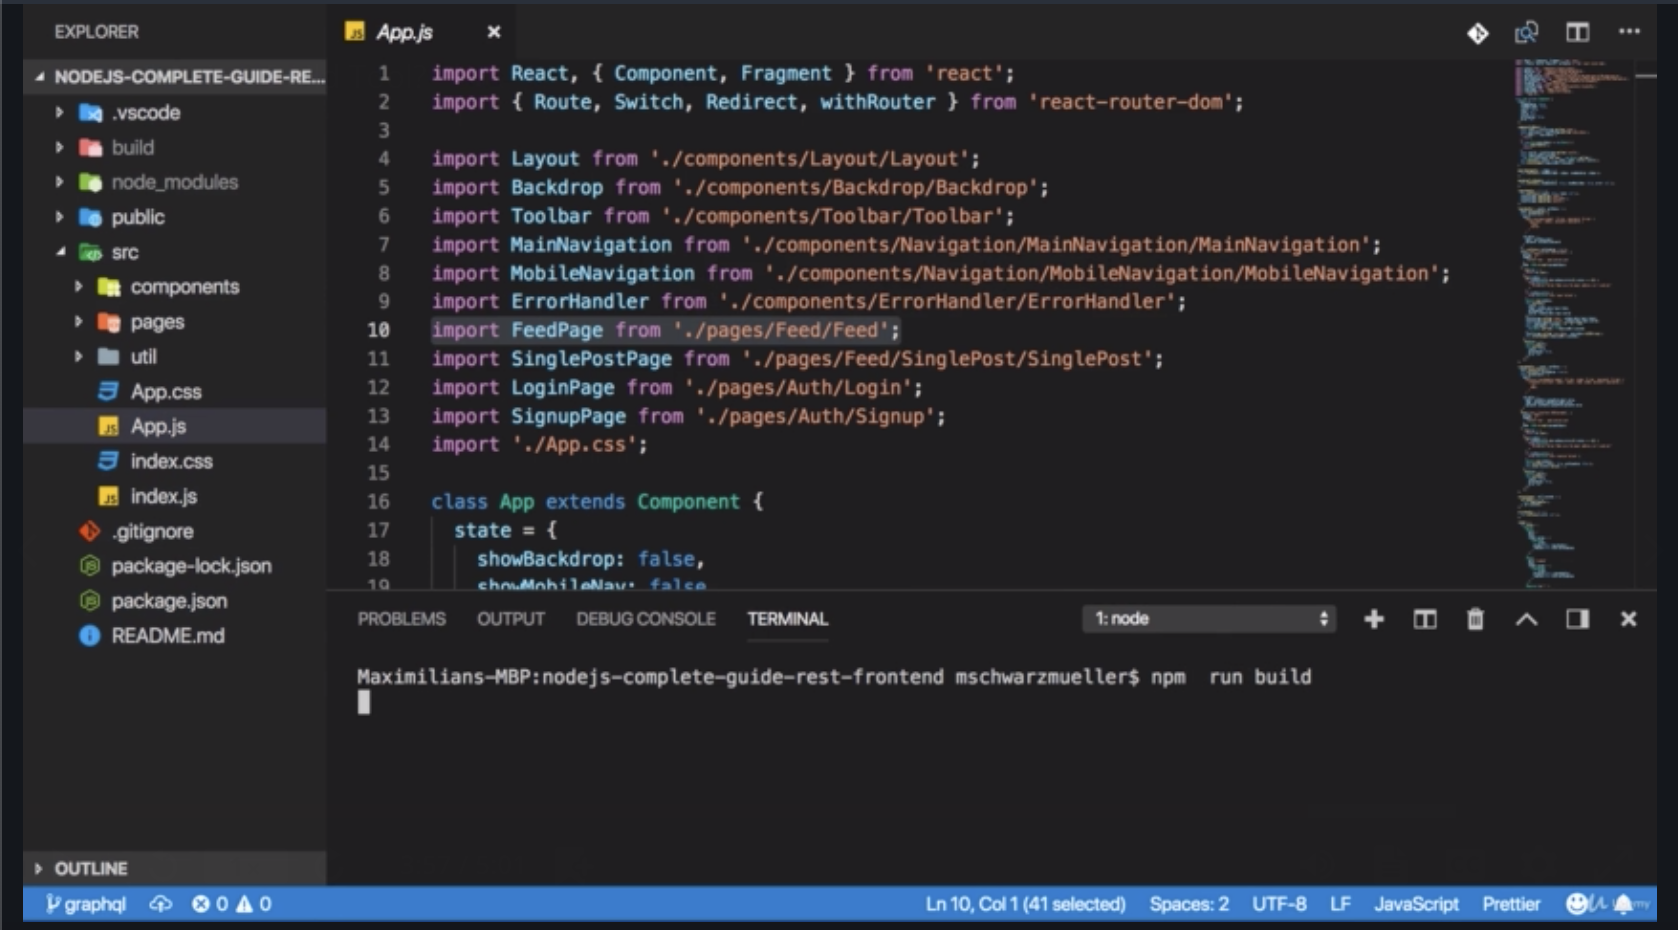 EXPLORER
NODEJS-COMPLETE-GUIDE-RE...
.vscode
build
node_modules
public
src
components
pages
util
App.css
App.js
index.css
index.js
.gitignore
package-lock.json
package.json
README.md
OUTLINE
App.js
1 import React, { Component, Fragment } from 'react';
2 import { Route, Switch, Redirect, withRouter } from 'react-router-dom';
3
4 import Layout from './components/Layout/Layout';
5 import Backdrop from './components/Backdrop/Backdrop';
6 import Toolbar from './components/Toolbar/Toolbar';
7 import MainNavigation from './components/Navigation/MainNavigation/MainNavigation';
8 import MobileNavigation from './components/Navigation/MobileNavigation/MobileNavigation';
9 import ErrorHandler from './components/ErrorHandler/ErrorHandler';
10 import FeedPage from './pages/Feed/Feed';
11 import SinglePostPage from './pages/Feed/SinglePost/SinglePost';
12 import LoginPage from './pages/Auth/Login';
13 import SignupPage from './pages/Auth/Signup';
14 import './App.css';
15
16 class App extends Component {
17 state = {
18 showBackdrop: false,
19 showMobileNav: false
PROBLEMS OUTPUT DEBUG CONSOLE TERMINAL 1: node
Maximilians-MBP:nodejs-complete-guide-rest-frontend mschwarzmueller$ npm  run build
graphql 0 0 Ln 10, Col 1 (41 selected) Spaces: 2 UTF-8 LF JavaScript Prettier